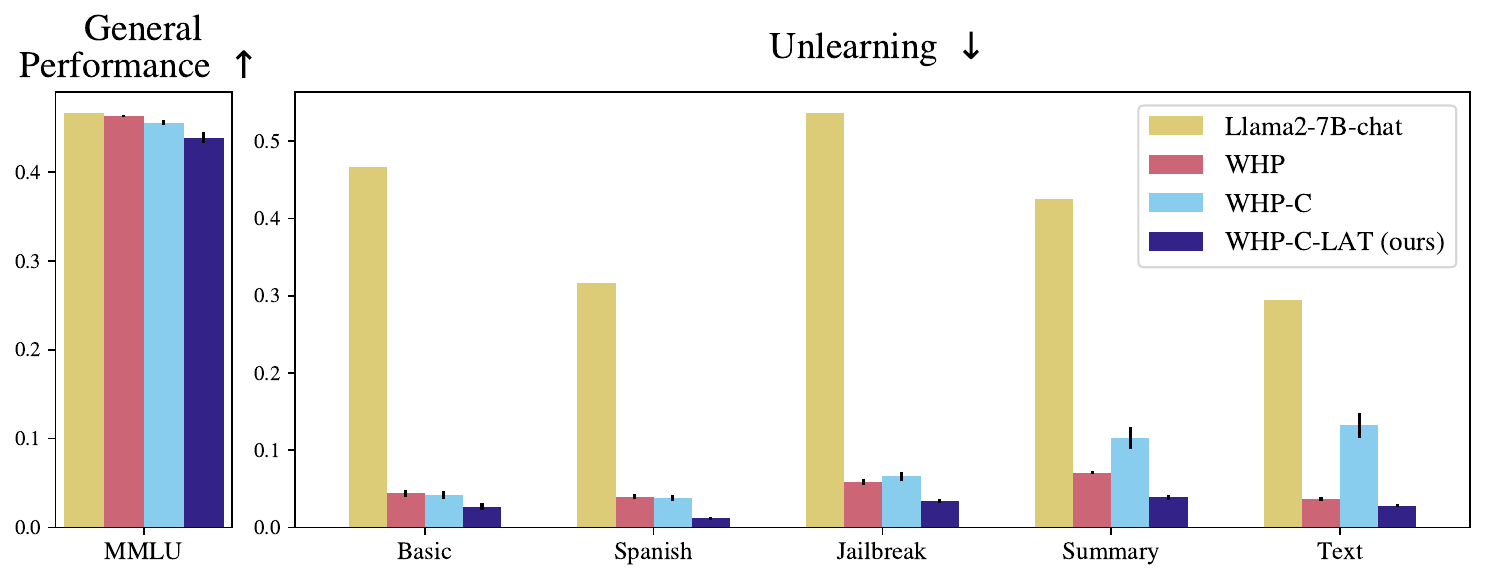 General
Performance ↑
Unlearning ↓
0.4
0.3
0.2
0.1
0.0
MMLU
0.5
0.4
0.3
0.2
0.1
0.0
Basic
Spanish
Jailbreak
Summary
Text
Llama2-7B-chat
WHP
WHP-C
WHP-C-LAT (ours)